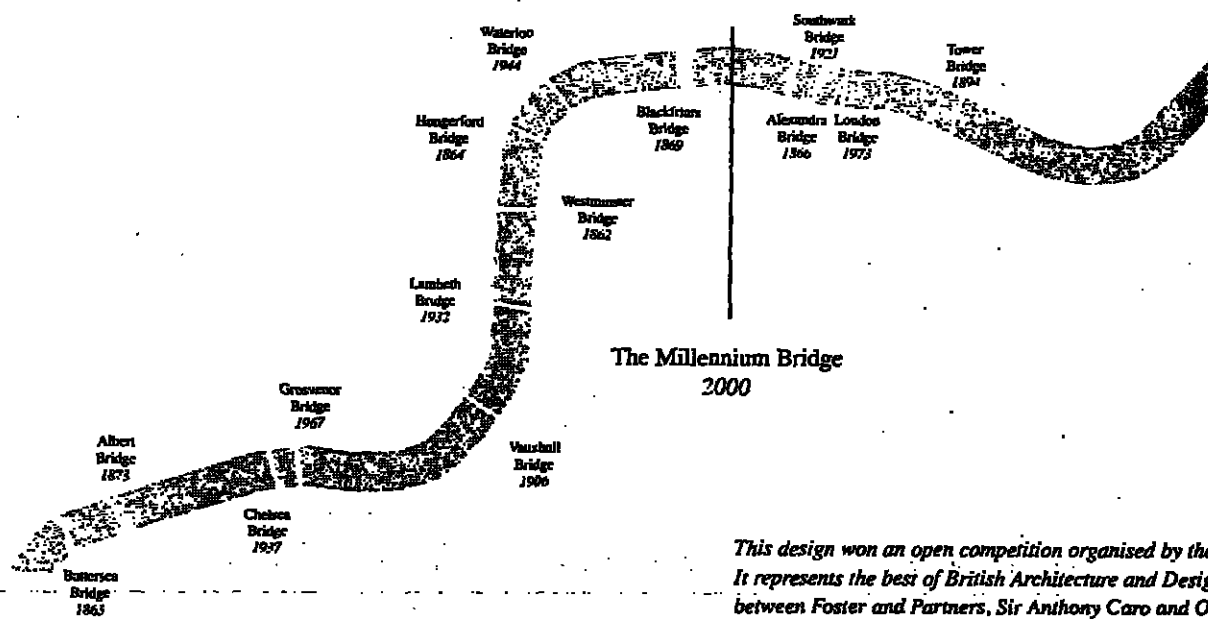 Waterloo
Bridge
1944
Southwark
Bridge
1921
Tower
Bridge
1894
Hungerford
Bridge
1864
Blackfriars
Bridge
1869
Alexandra
Bridge
1866
London
Bridge
1973
Westminster
Bridge
1862
Lambeth
Bridge
1932
The Millennium Bridge
2000
Grosvenor
Bridge
1967
Albert
Bridge
1873
Vauxhall
Bridge
1906
Chelsea
Bridge
1937
Battersea
Bridge
This design won an open competition organised by the
It represents the best of British Architecture and Desig
between Foster and Partners, Sir Anthony Caro and O